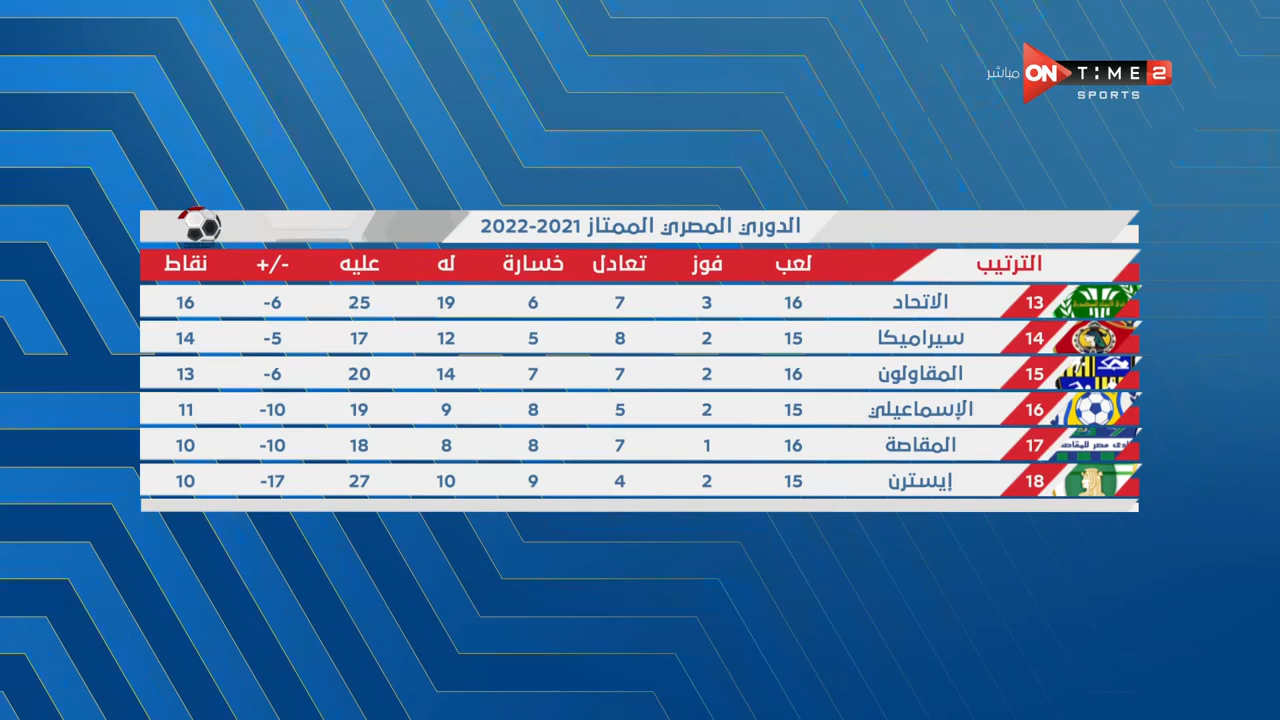 مباشر ON TIME 2
SPORTS
الدوري المصري الممتاز 2021-2022
الترتيب لعب فوز تعادل خسارة له عليه +/- نقاط
13 الاتحاد 16 3 7 6 19 25 -6 16
14 سيراميكا 15 2 8 5 12 17 -5 14
15 المقاولون 16 2 7 7 14 20 -6 13
16 الإسماعيلي 15 2 5 8 9 19 -10 11
17 المقاصة 16 1 7 8 8 18 -10 10
18 إيسترن 15 2 4 9 10 27 -17 10